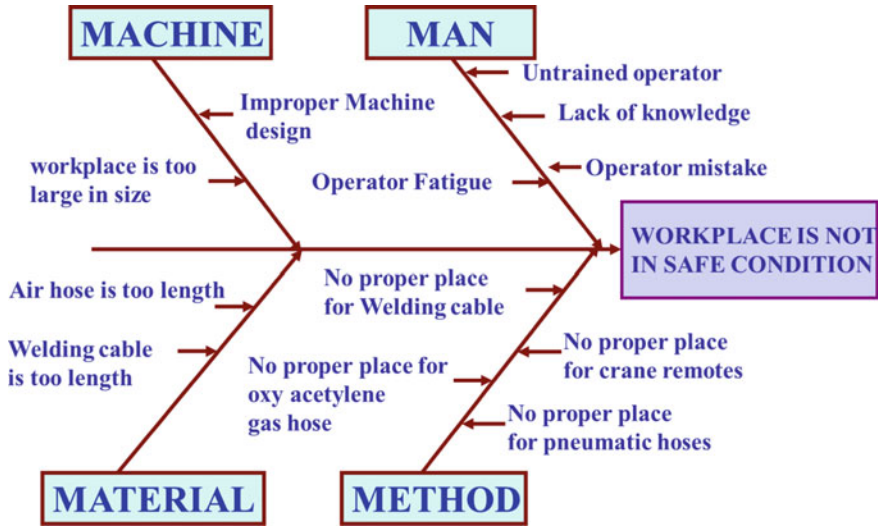 MACHINE
MAN
Untrained operator
Improper Machine
design
Lack of knowledge
workplace is too
large in size
Operator Fatigue
Operator mistake
WORKPLACE IS NOT
IN SAFE CONDITION
Air hose is too length
No proper place
for Welding cable
Welding cable
is too length
No proper place for
oxy acetylene
gas hose
No proper place
for crane remotes
No proper place
for pneumatic hoses
MATERIAL
METHOD